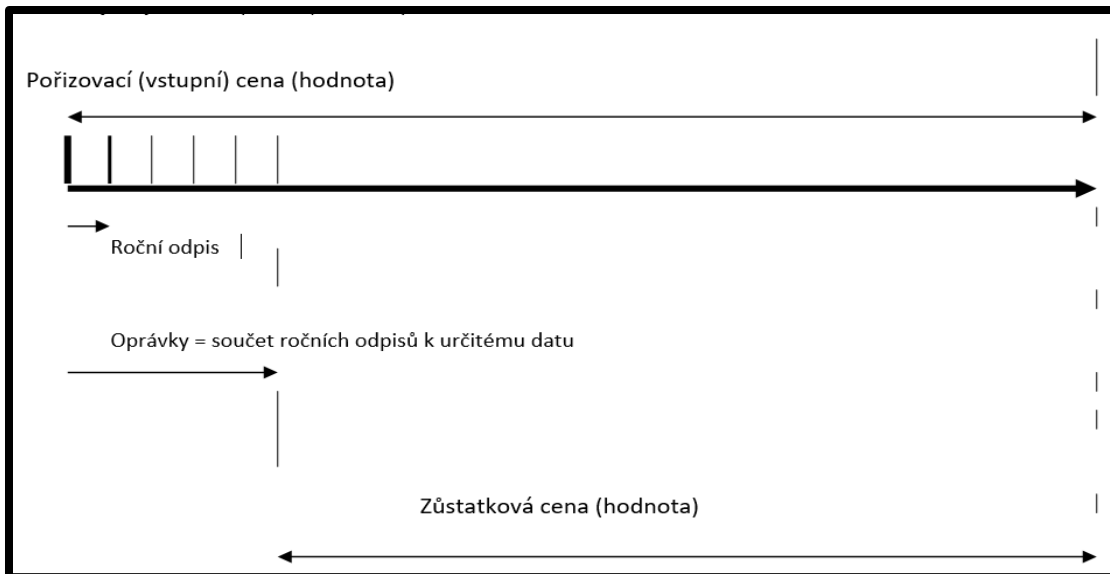 Pořizovací (vstupní) cena (hodnota)
Roční odpis
Oprávky = součet ročních odpisů k určitému datu
Zůstatková cena (hodnota)